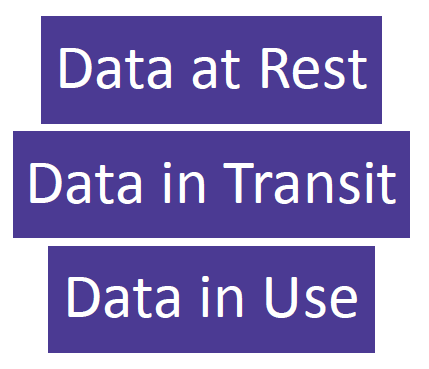 Data at Rest
Data in Transit
Data in Use